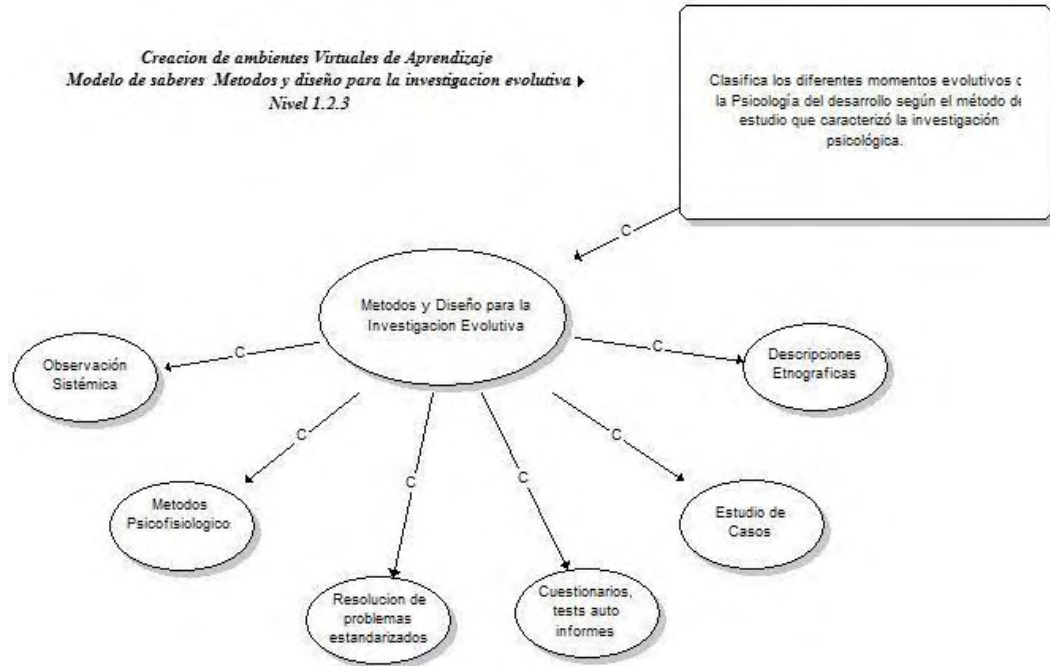 Creacion de ambientes Virtuales de Aprendizaje
Modelo de saberes Metodos y diseño para la investigacion evolutiva
Nivel 1.2.3
Clasifica los diferentes momentos evolutivos d
la Psicología del desarrollo según el método de
estudio que caracterizó la investigación
psicológica.
C
Metodos y Diseño para la
Investigacion Evolutiva
C
C
Observación
Sistémica
Descripciones
Etnograficas
C
C
C
C
Metodos
Psicofisiologico
Estudio de
Casos
Resolucion de
problemas
estandarizados
Cuestionarios,
tests auto
informes